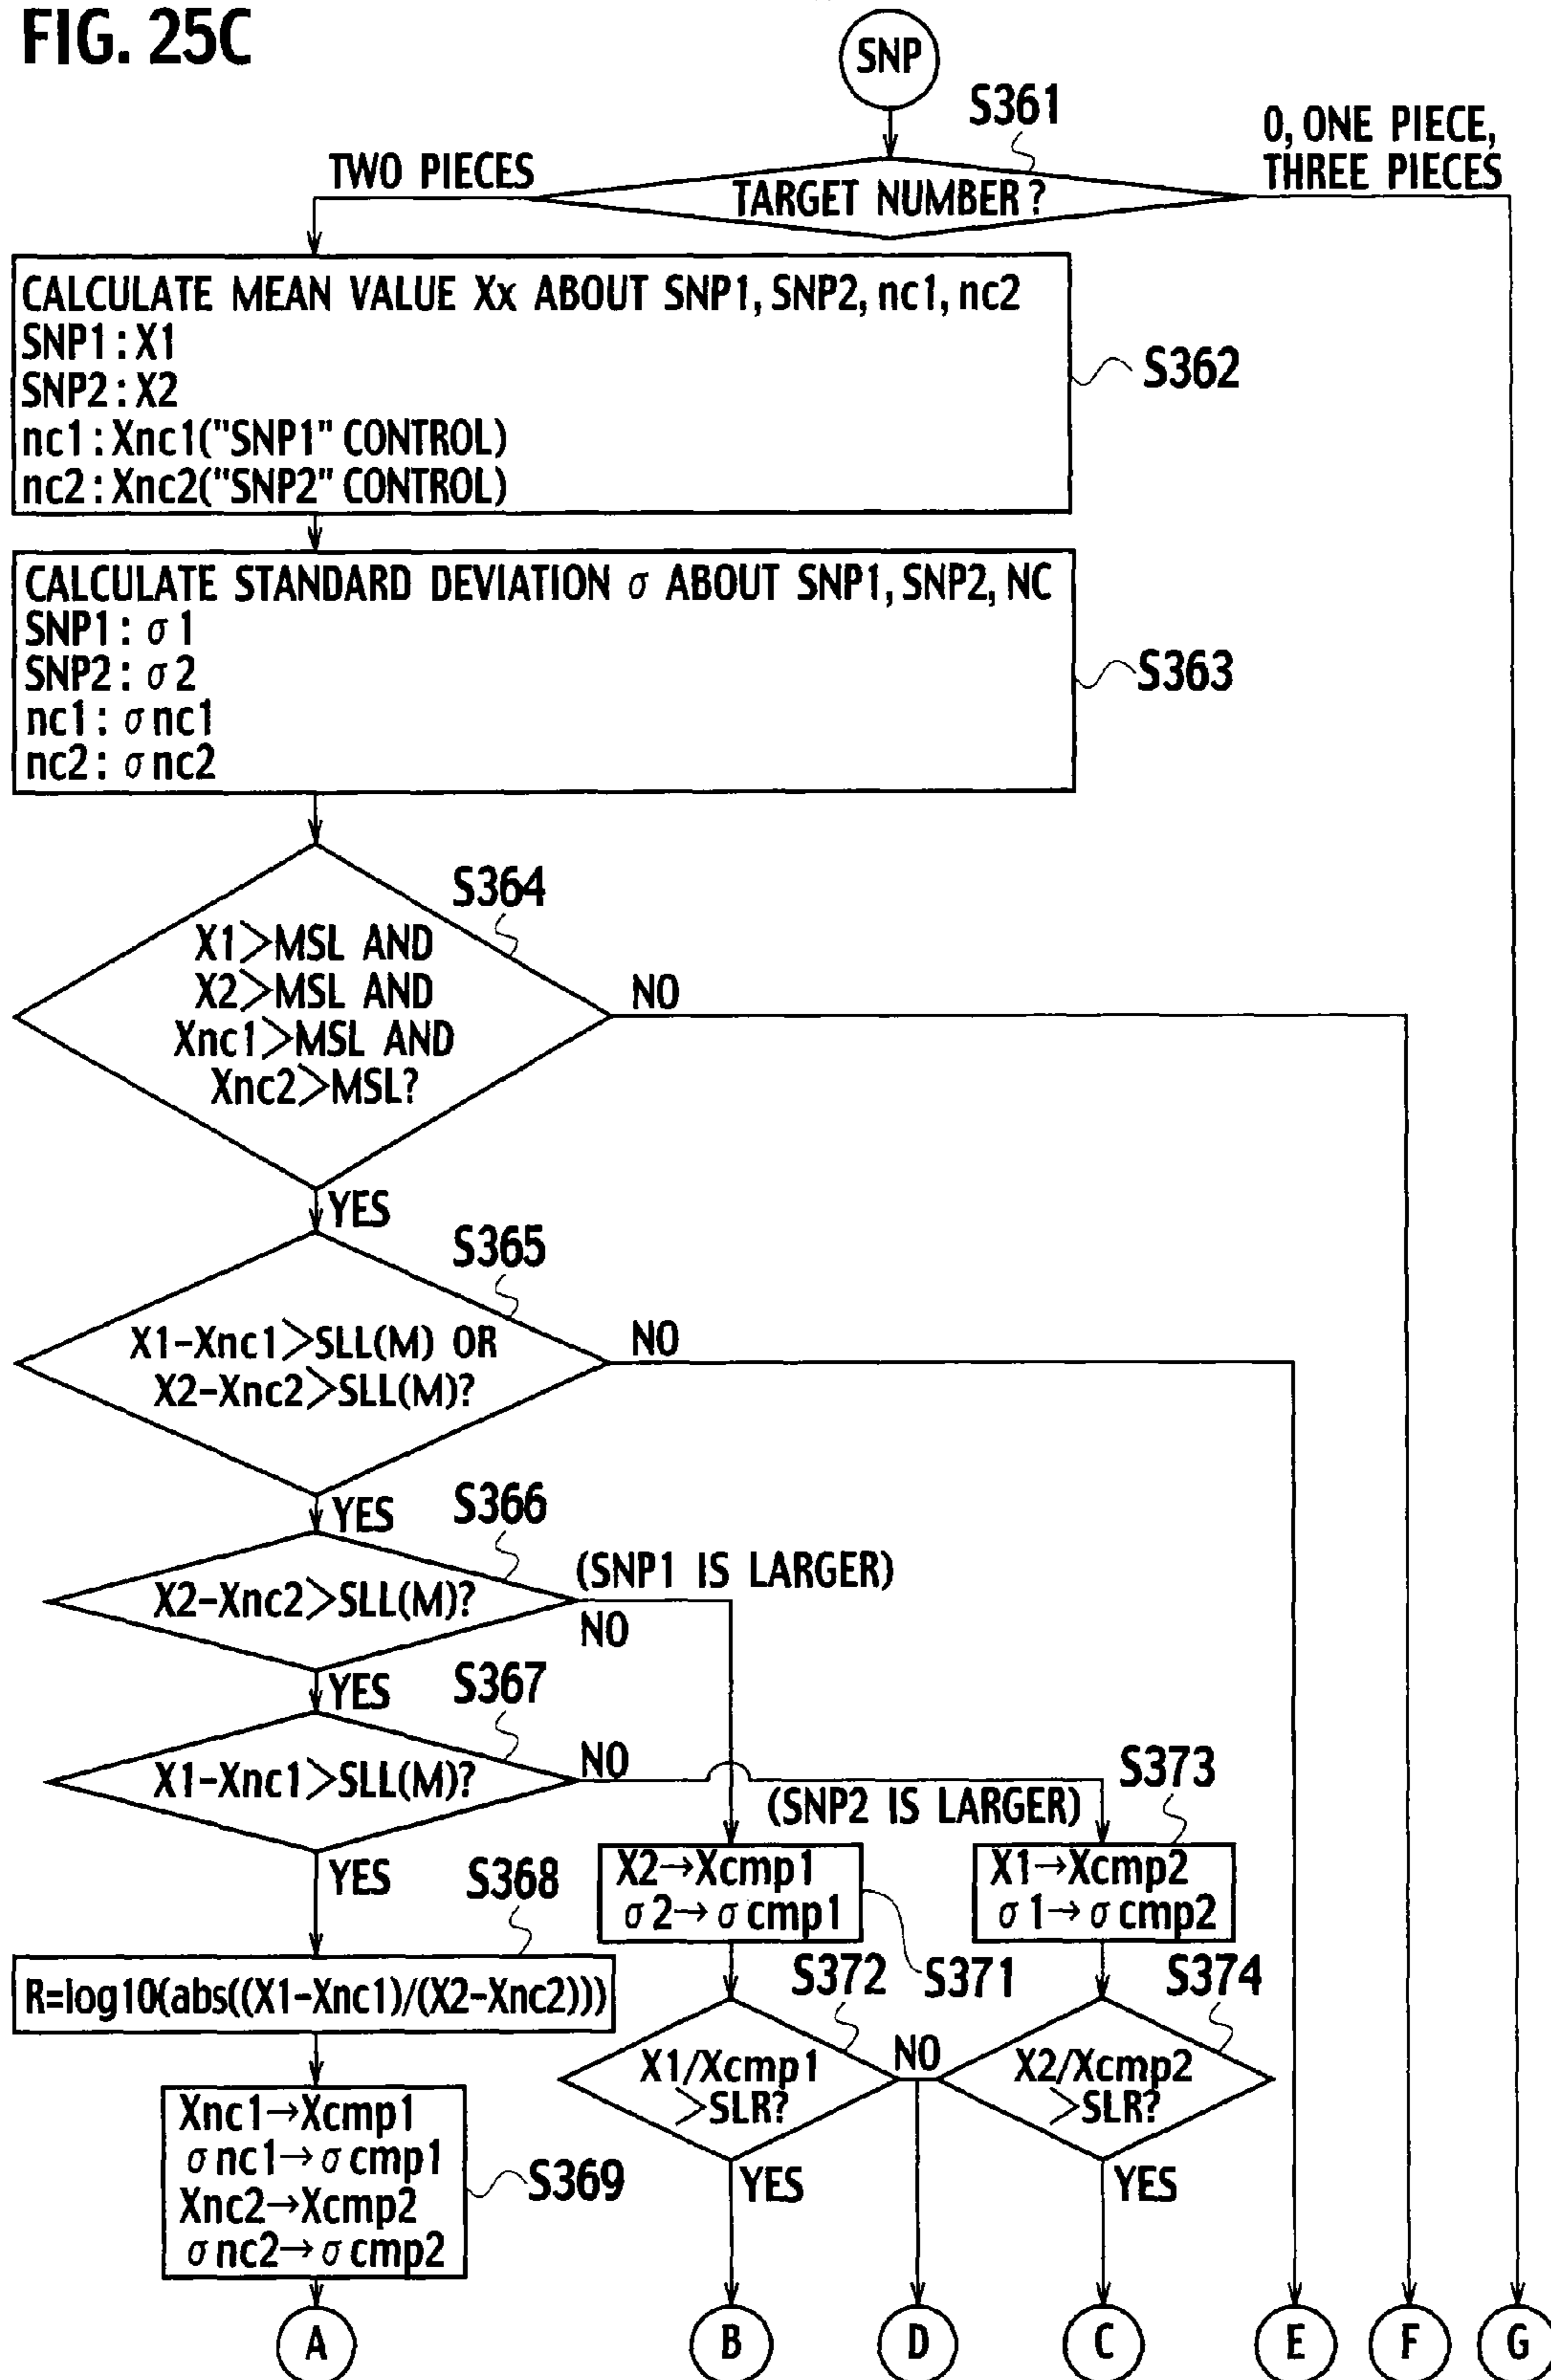 FIG. 25C
SNP
S361
TWO PIECES
TARGET NUMBER?
0, ONE PIECE,
THREE PIECES
CALCULATE MEAN VALUE Xx ABOUT SNP1, SNP2, nc1, nc2
SNP1 : X1
SNP2 : X2
nc1 : Xnc1("SNP1" CONTROL)
nc2 : Xnc2("SNP2" CONTROL)
S362
CALCULATE STANDARD DEVIATION σ ABOUT SNP1, SNP2, NC
SNP1 : σ1
SNP2 : σ2
nc1 : σnc1
nc2 : σnc2
S363
S364
X1>MSL AND
X2>MSL AND
Xnc1>MSL AND
Xnc2>MSL?
NO
YES
S365
X1-Xnc1>SLL(M) OR
X2-Xnc2>SLL(M)?
NO
YES
S366
X2-Xnc2>SLL(M)?
(SNP1 IS LARGER)
NO
YES
S367
X1-Xnc1>SLL(M)?
NO
(SNP2 IS LARGER)
YES
S368
R=log10(abs((X1-Xnc1)/(X2-Xnc2)))
Xnc1→Xcmp1
σnc1→σcmp1
Xnc2→Xcmp2
σnc2→σcmp2
S369
X2→Xcmp1
σ2→σcmp1
S371
S372
X1/Xcmp1
>SLR?
NO
YES
S373
X1→Xcmp2
σ1→σcmp2
S374
X2/Xcmp2
>SLR?
YES
A
B
D
C
E
F
G